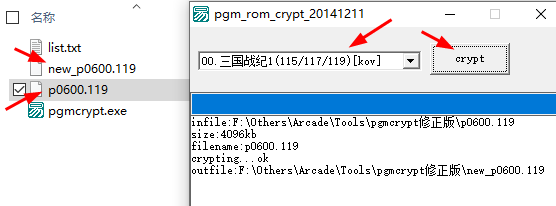 list.txt
new_p0600.119
p0600.119
pgmcrypt.exe
pgm_rom_crypt_20141211
00.三国战纪1(115/117/119)[kov]
crypt
infile:F:\Others\Arcade\Tools\pgmcrypt修正版\p0600.119
size:4096kb
filename:p0600.119
crypting...ok
outfile:F:\Others\Arcade\Tools\pgmcrypt修正版\new_p0600.119